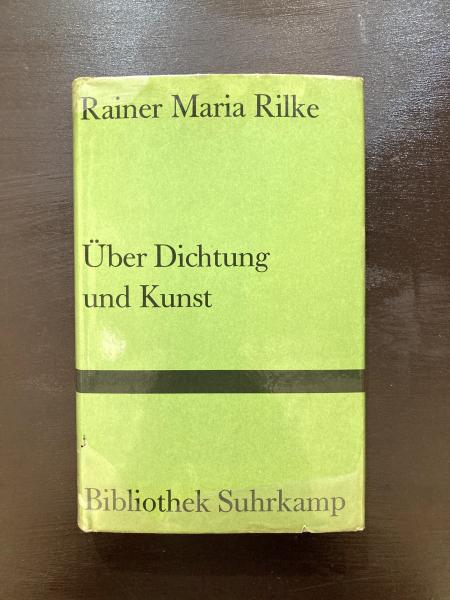 Rainer Maria Rilke
Über Dichtung
und Kunst
Bibliothek Suhrkamp